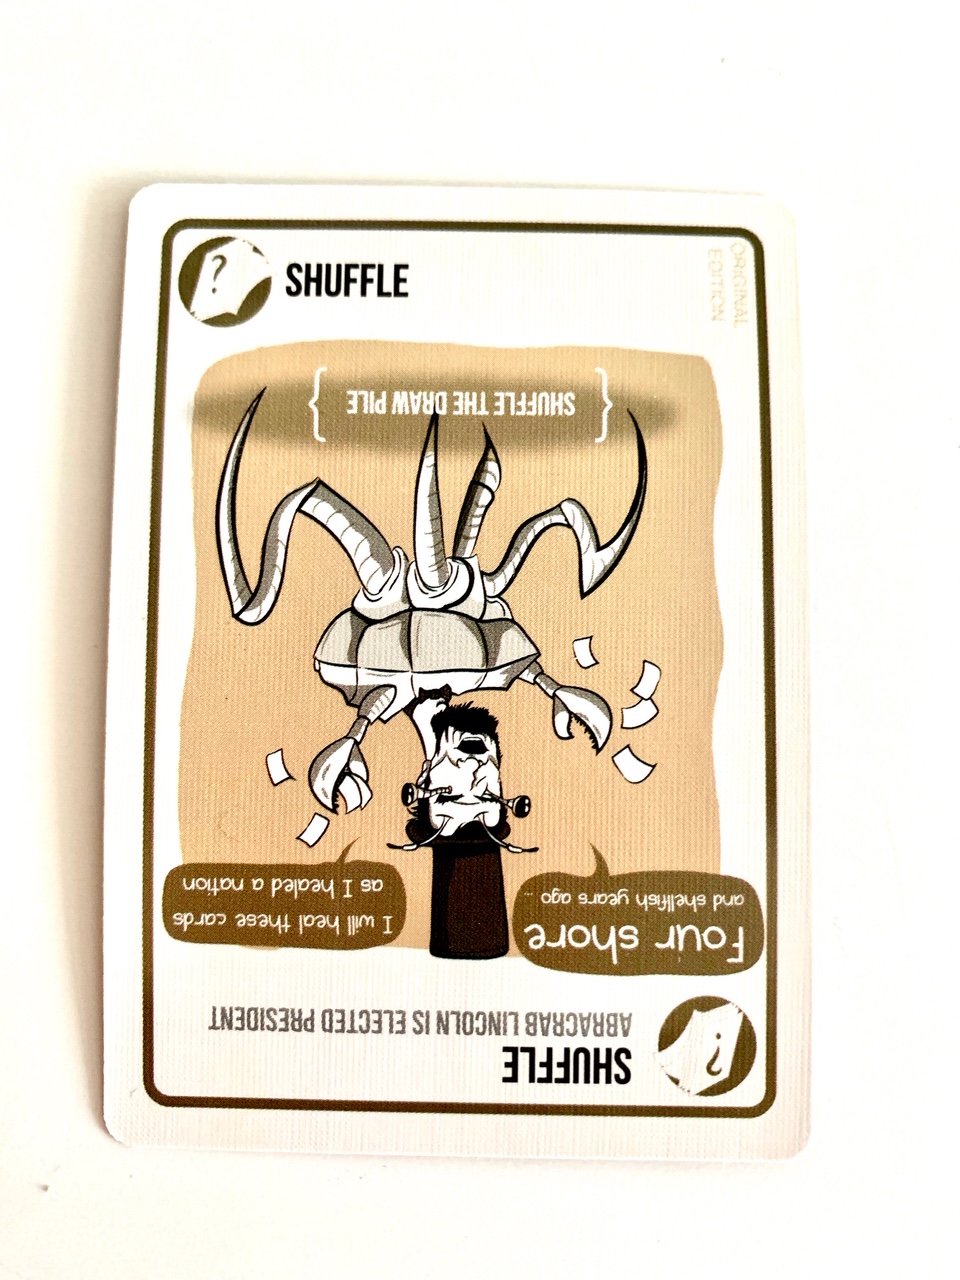 SHUFFLE
ABRACRAB LINCOLN IS ELECTED PRESIDENT
Four shore
and shellfish years ago...
I will heal these cards
as I healed a nation
{ SHUFFLE THE DRAW PILE }
SHUFFLE
ORIGINAL
EDITION
?
?